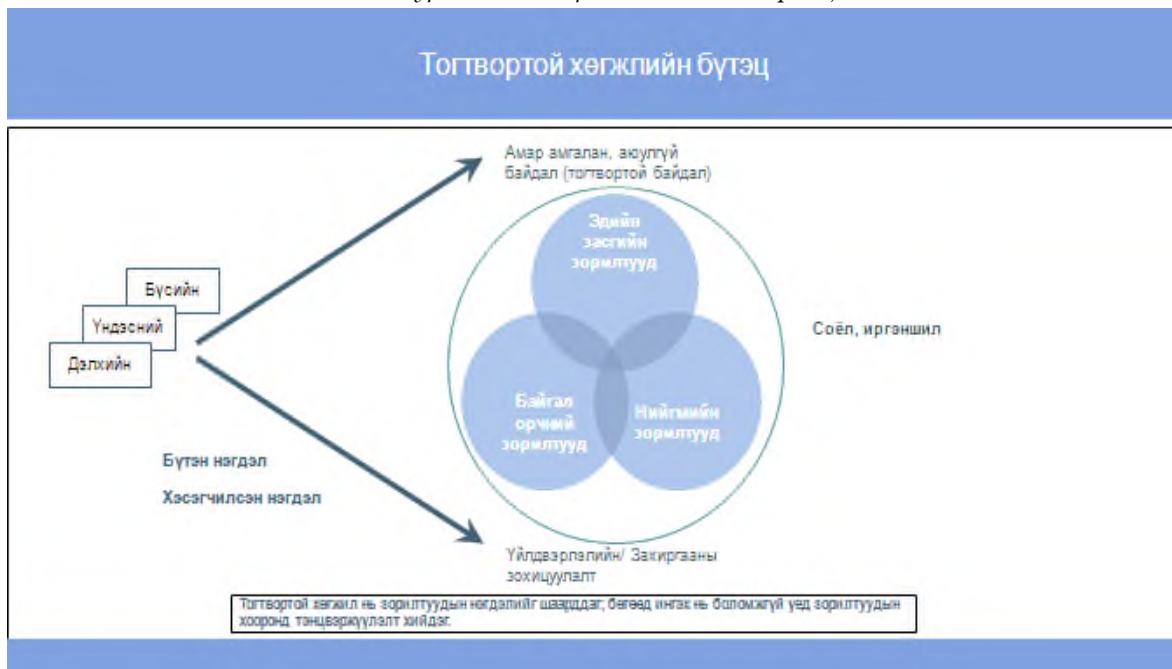 Тогтвортой хөгжлийн бүтэц
Амар амгалан, аюулгүй
байдал (тогтвортой байдал)
Эдийн
засгийн
зорилтууд
Бүсийн
Үндэсний
Дэлхийн
Соёл, иргэншил
Байгал
орчний
зорилтууд
Нийгмийн
зорилтууд
Бүтэн нэгдэл
Хэсэгчилсэн нэгдэл
Үйлдвэрлэлийн/ Захиргааны
зохицуулалт
Тогтвортой хөгжил нь зорилтуудын нэгдэлийг шаарддаг, бөгөөд ингэх нь боломжгүй үед зорилтуудын
хооронд тэнцвэржүүлэлт хийдэг.